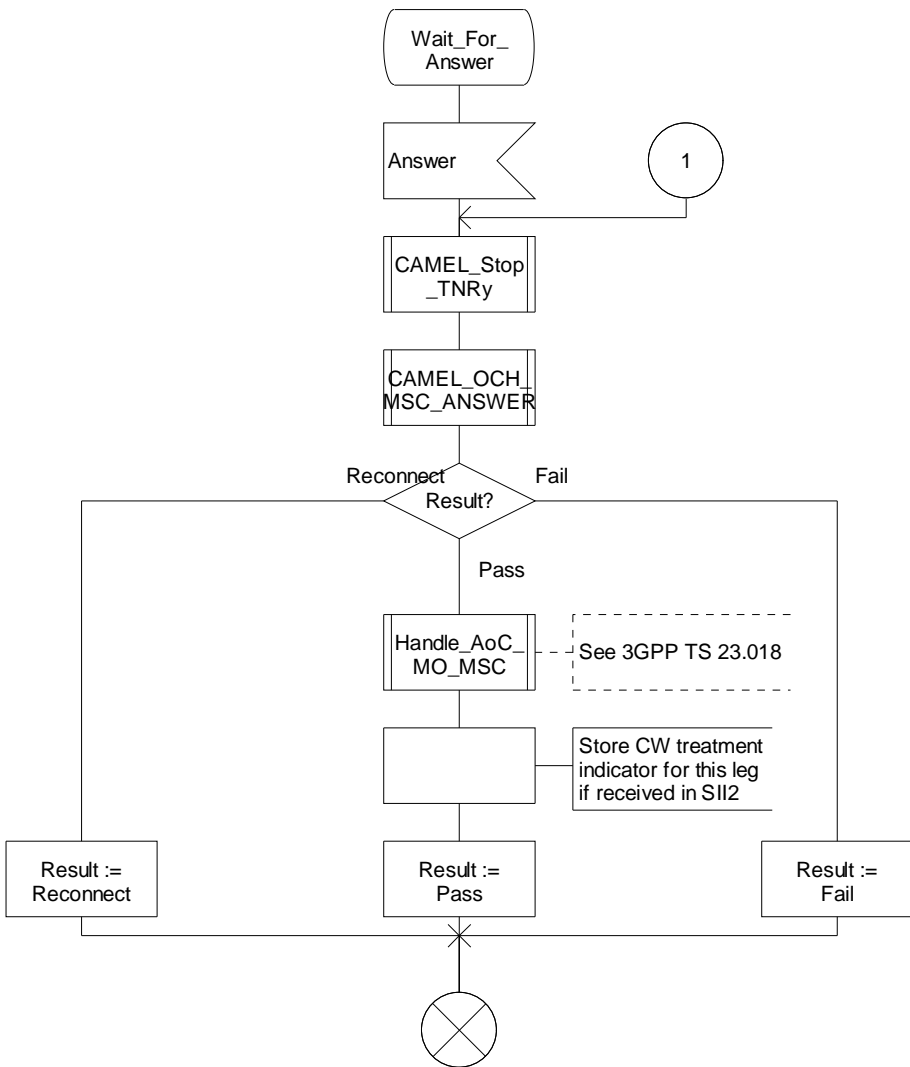 Wait_For_
Answer
Answer
1
CAMEL_Stop
_TNRy
CAMEL_OCH_
MSC_ANSWER
Reconnect
Fail
Result?
Pass
Handle_AoC_
MO_MSC
See 3GPP TS 23.018
Store CW treatment
indicator for this leg
if received in SII2
Result :=
Reconnect
Result :=
Pass
Result :=
Fail